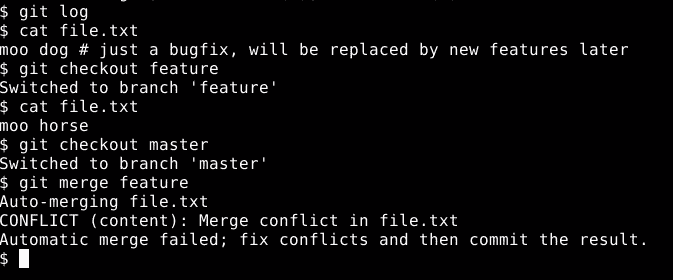 $ git log
$ cat file.txt
moo dog # just a bugfix, will be replaced by new features later
$ git checkout feature
Switched to branch 'feature'
$ cat file.txt
moo horse
$ git checkout master
Switched to branch 'master'
$ git merge feature
Auto-merging file.txt
CONFLICT (content): Merge conflict in file.txt
Automatic merge failed; fix conflicts and then commit the result.
$